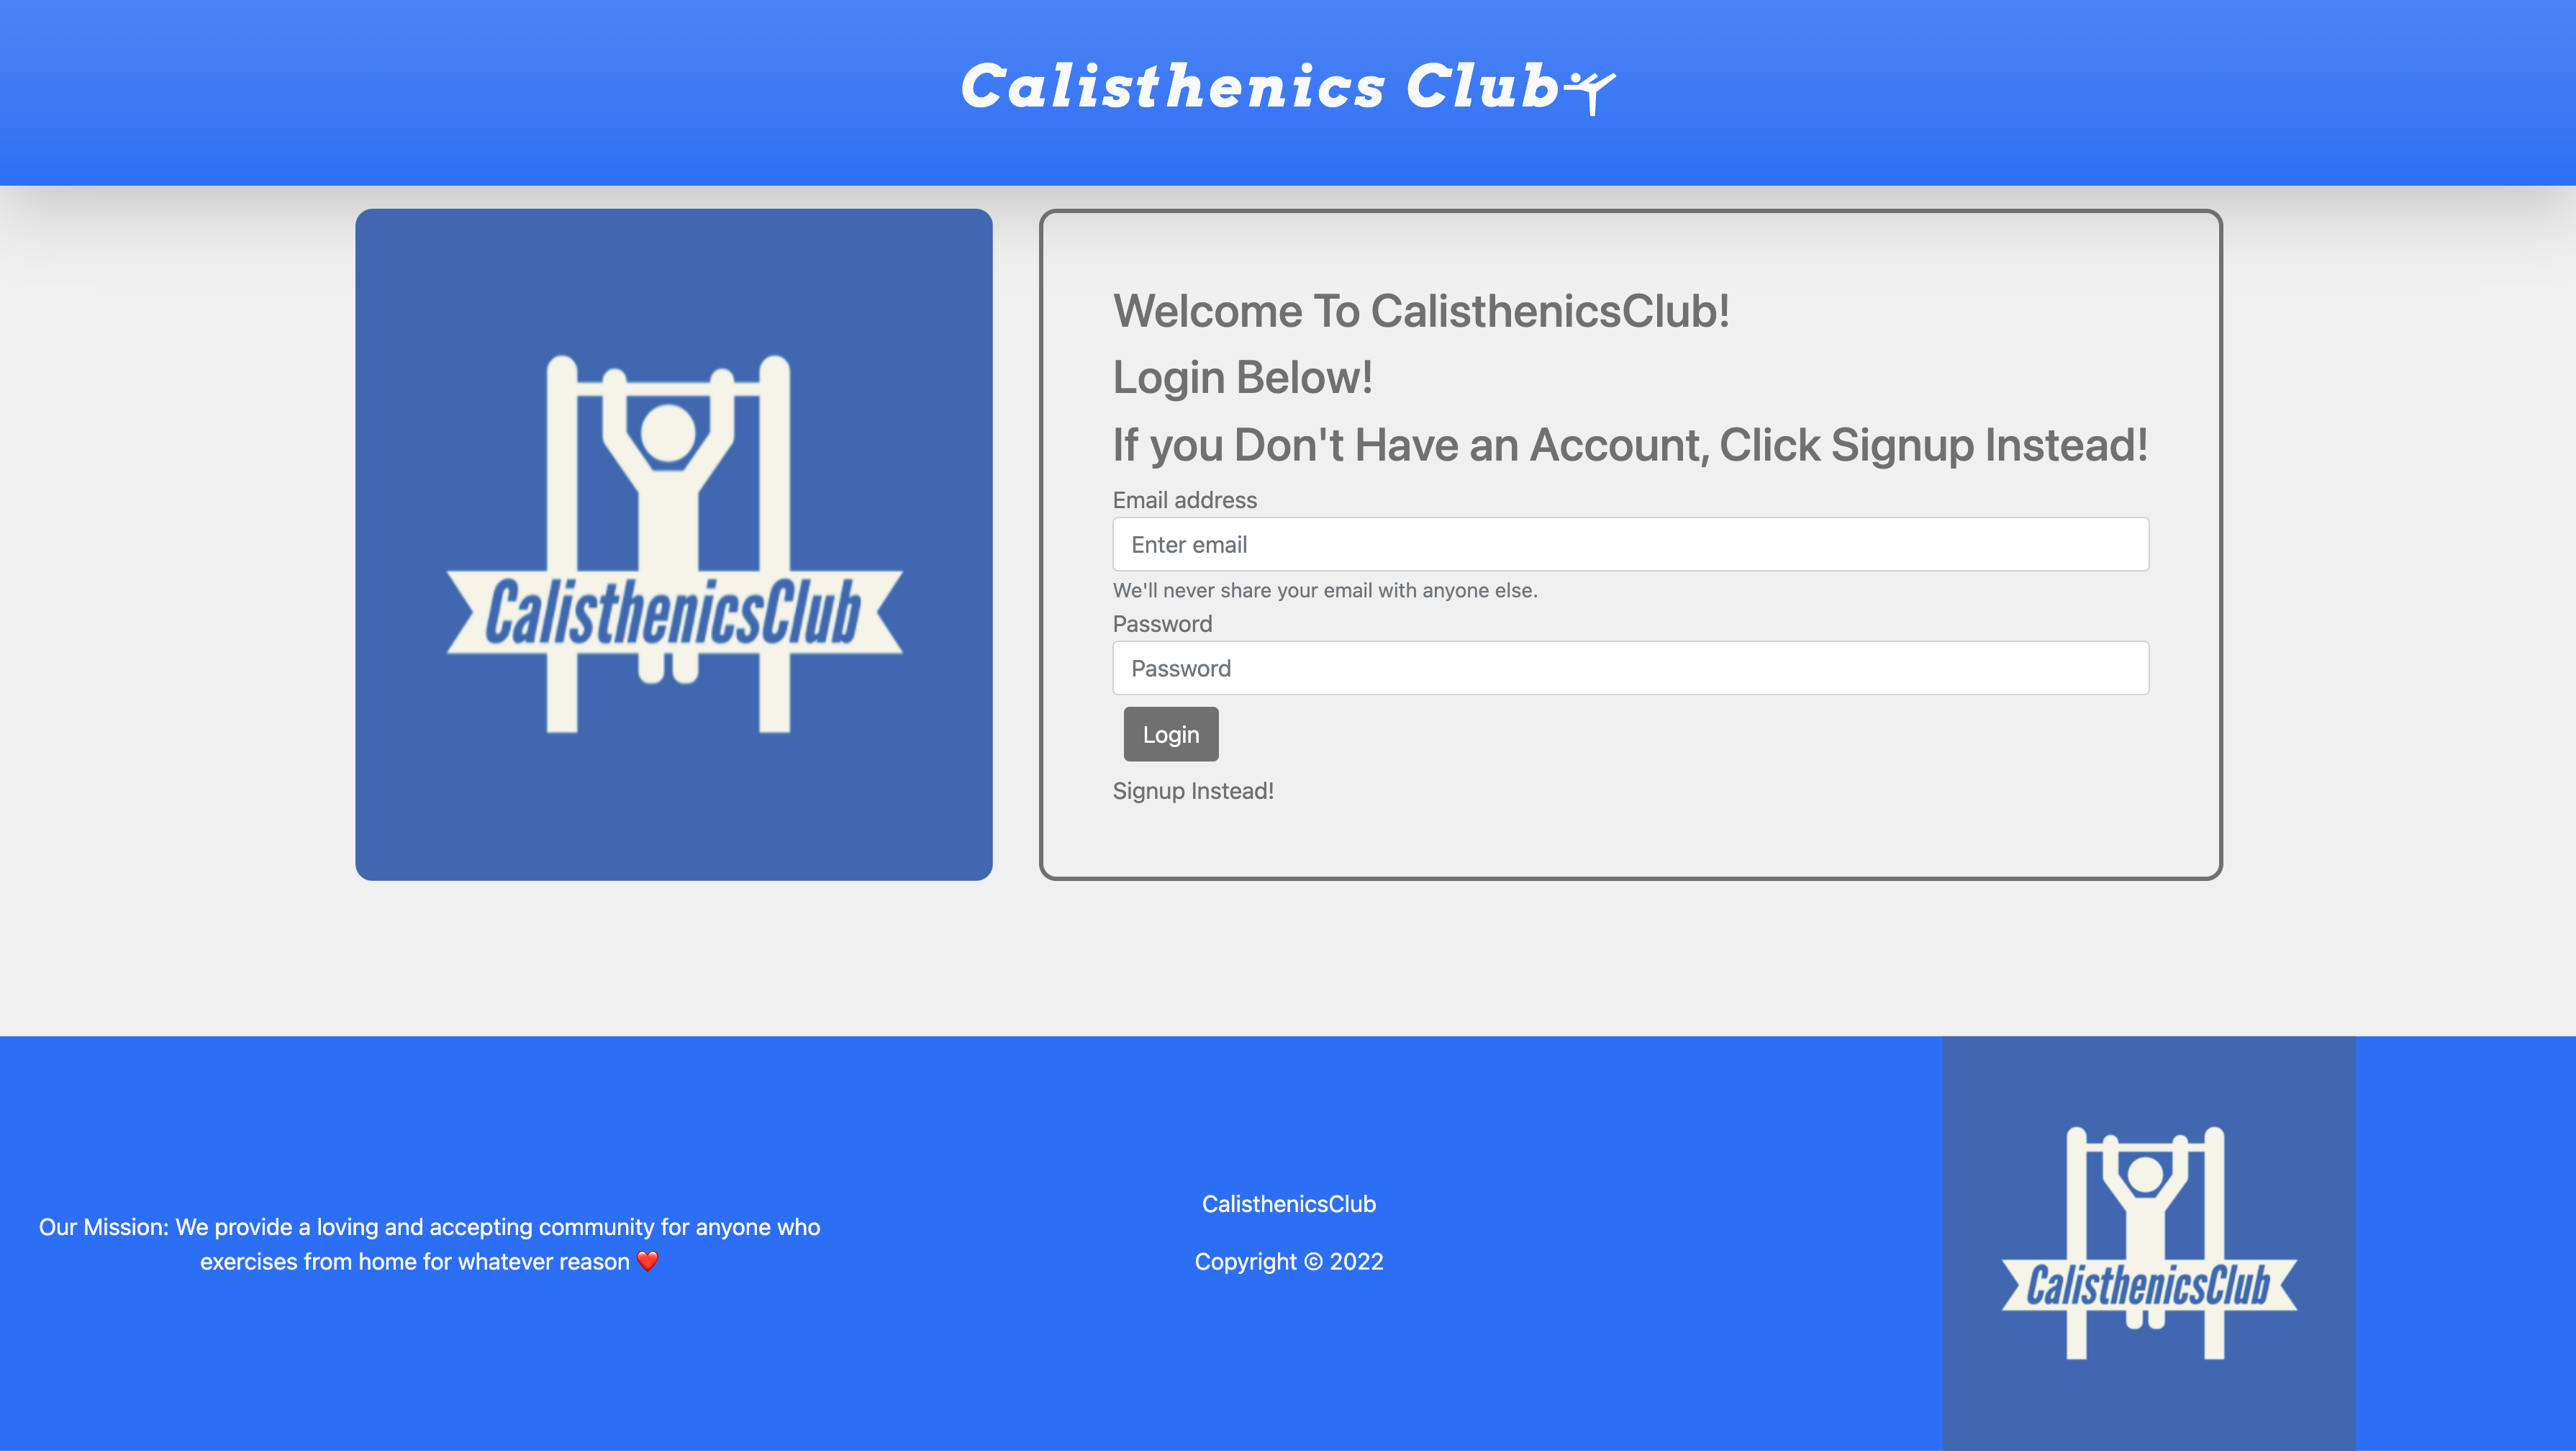 Calisthenics Club
CalisthenicsClub
Welcome To CalisthenicsClub!
Login Below!
If you Don't Have an Account, Click Signup Instead!
Email address
Enter email
We'll never share your email with anyone else.
Password
Password
Login
Signup Instead!
Our Mission: We provide a loving and accepting community for anyone who
exercises from home for whatever reason ❤️
CalisthenicsClub
Copyright © 2022
CalisthenicsClub